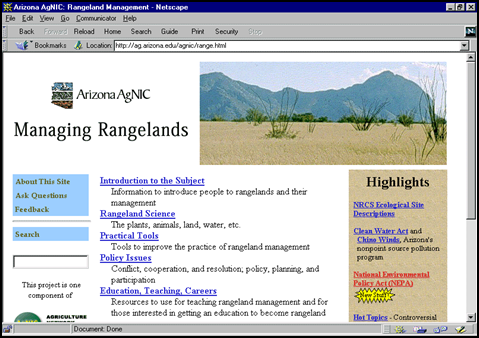 Arizona AgNIC: Rangeland Management - Netscape
File Edit View Go Communicator Help
Back Forward Reload Home Search Guide Print Security Stop
Bookmarks Location: http://ag.arizona.edu/agnic/range.html
N
Arizona AgNIC
Managing Rangelands
About This Site
Ask Questions
Feedback
Search
This project is one
component of
AGRICULTURE
Introduction to the Subject
Information to introduce people to rangelands and their
management
Rangeland Science
The plants, animals, land, water, etc.
Practical Tools
Tools to improve the practice of rangeland management
Policy Issues
Conflict, cooperation, and resolution; policy, planning, and
participation
Education, Teaching, Careers
Resources to use for teaching rangeland management and for
those interested in getting an education to become rangeland
Highlights
NRCS Ecological Site
Descriptions
Clean Water Act and
Chino Winds, Arizona's
nonpoint source pollution
program
National Environmental
Policy Act (NEPA)
Hot Topics - Controversial
Document: Done